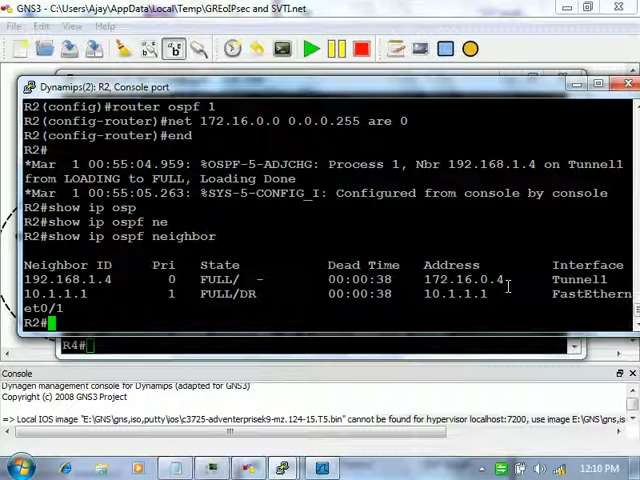 GNS3 - C:\Users\Ajay\AppData\Local\Temp\GREoIPsec and SVTI.net
File Edit View
Dynamips(2): R2, Console port
R2(config)#router ospf 1
R2(config-router)#net 172.16.0.0 0.0.0.255 are 0
R2(config-router)#end
R2#
*Mar  1 00:55:04.959: %OSPF-5-ADJCHG: Process 1, Nbr 192.168.1.4 on Tunnel1
from LOADING to FULL, Loading Done
*Mar  1 00:55:05.263: %SYS-5-CONFIG_I: Configured from console by console
R2#show ip osp
R2#show ip ospf ne
R2#show ip ospf neighbor
Neighbor ID     Pri   State           Dead Time   Address         Interface
192.168.1.4       0   FULL/  -        00:00:38    172.16.0.4      Tunnel1
10.1.1.1          1   FULL/DR         00:00:38    10.1.1.1        FastEthern
et0/1
R2#
R4#
Console
Dynagen management console for Dynamips (adapted for GNS3)
Copyright (c) 2008 GNS3 Project
=> Local IOS image "E:\GNS\gns,iso,putty\ios\c3725-adventerprisek9-mz.124-15.T5.bin" cannot be found for hypervisor localhost:7200, use image E:\GNS\gns,iso,pu
12:10 PM